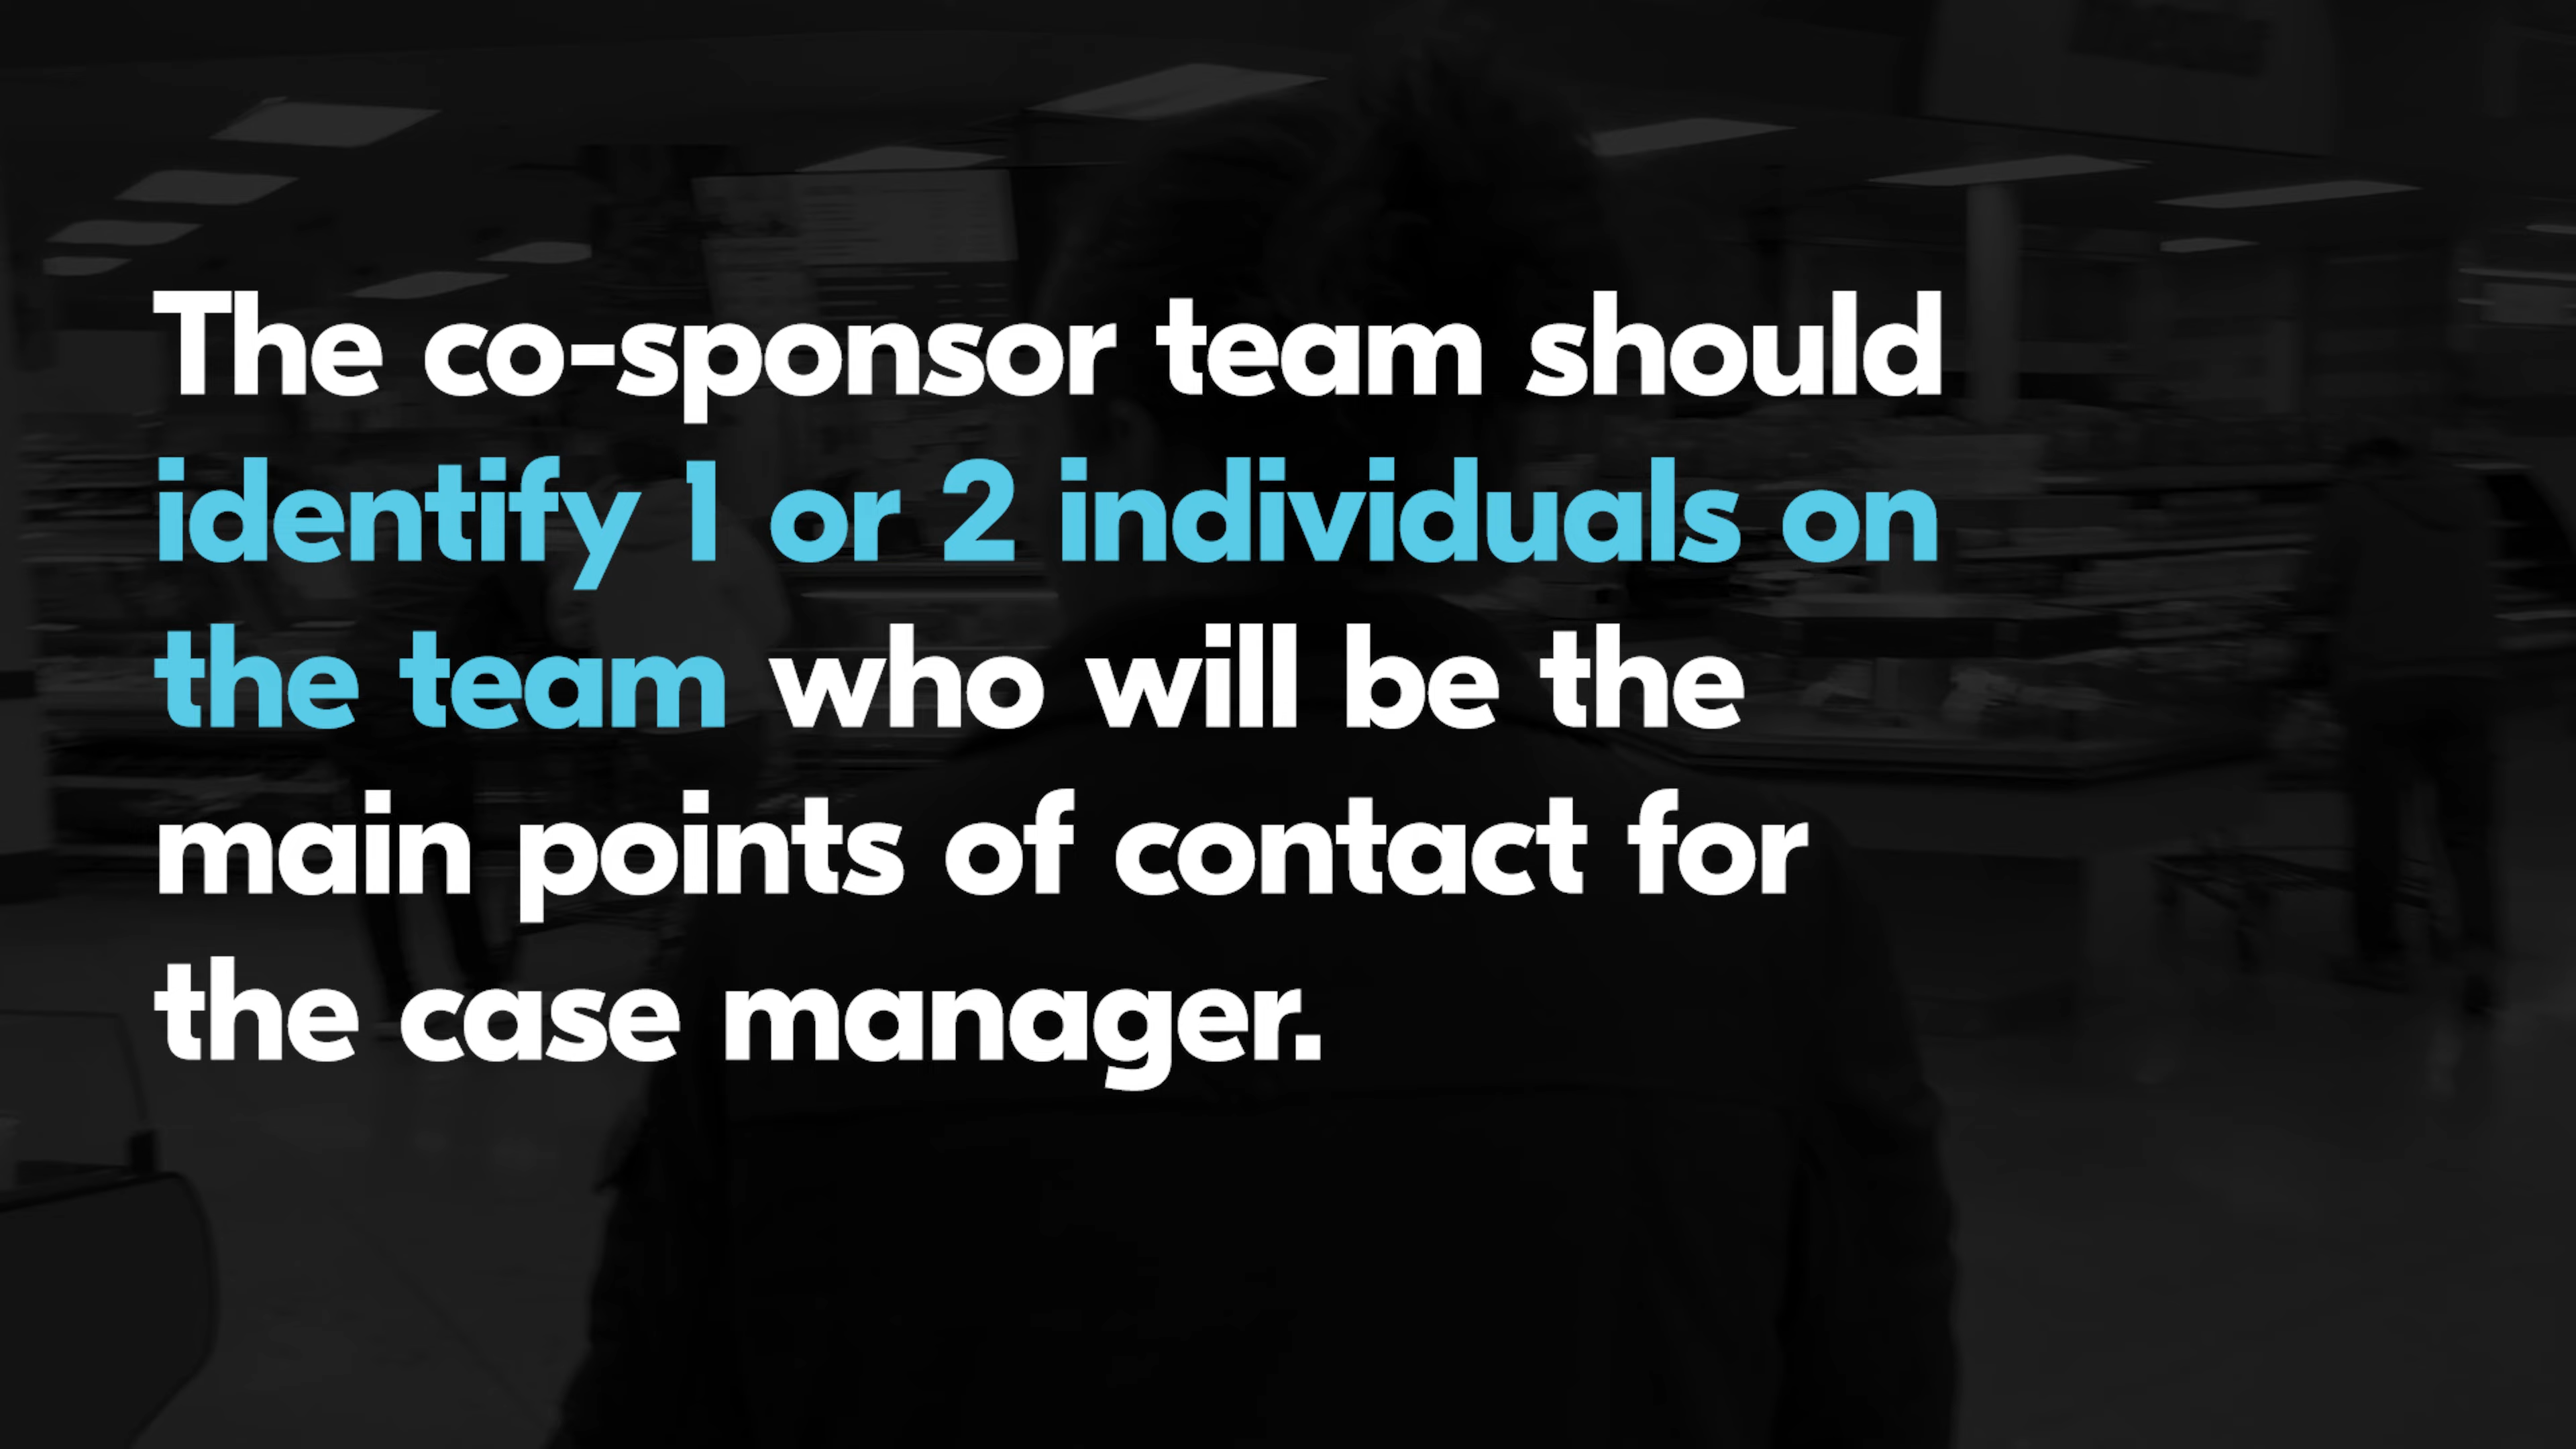 The co-sponsor team should
identify 1 or 2 individuals on
the team who will be the
main points of contact for
the case manager.